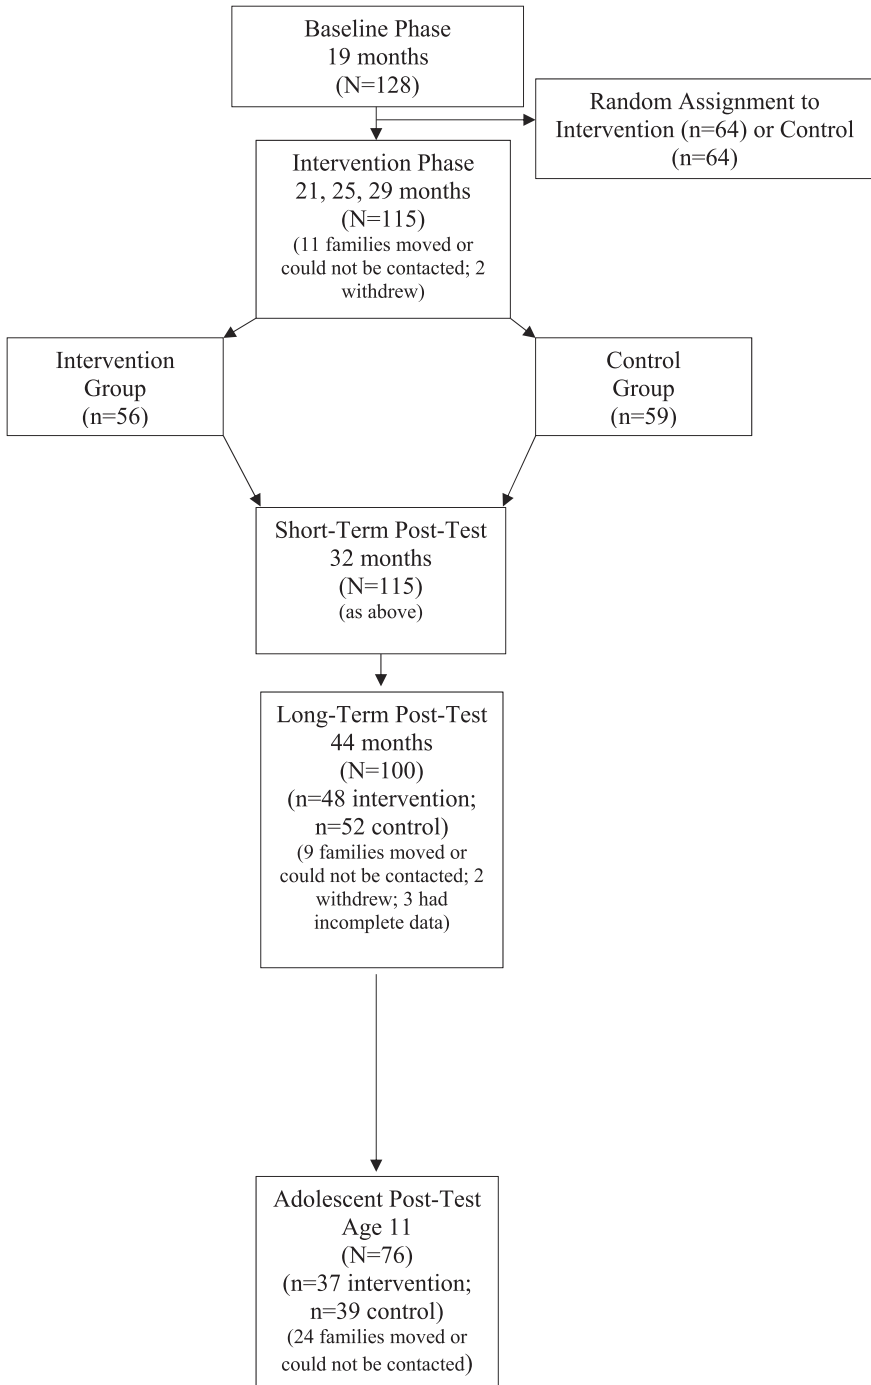 Baseline Phase
19 months
(N=128)
Random Assignment to
Intervention (n=64) or Control
(n=64)
Intervention Phase
21, 25, 29 months
(N=115)
(11 families moved or
could not be contacted; 2
withdrew)
Intervention
Group
(n=56)
Control
Group
(n=59)
Short-Term Post-Test
32 months
(N=115)
(as above)
Long-Term Post-Test
44 months
(N=100)
(n=48 intervention;
n=52 control)
(9 families moved or
could not be contacted; 2
withdrew; 3 had
incomplete data)
Adolescent Post-Test
Age 11
(N=76)
(n=37 intervention;
n=39 control)
(24 families moved or
could not be contacted)